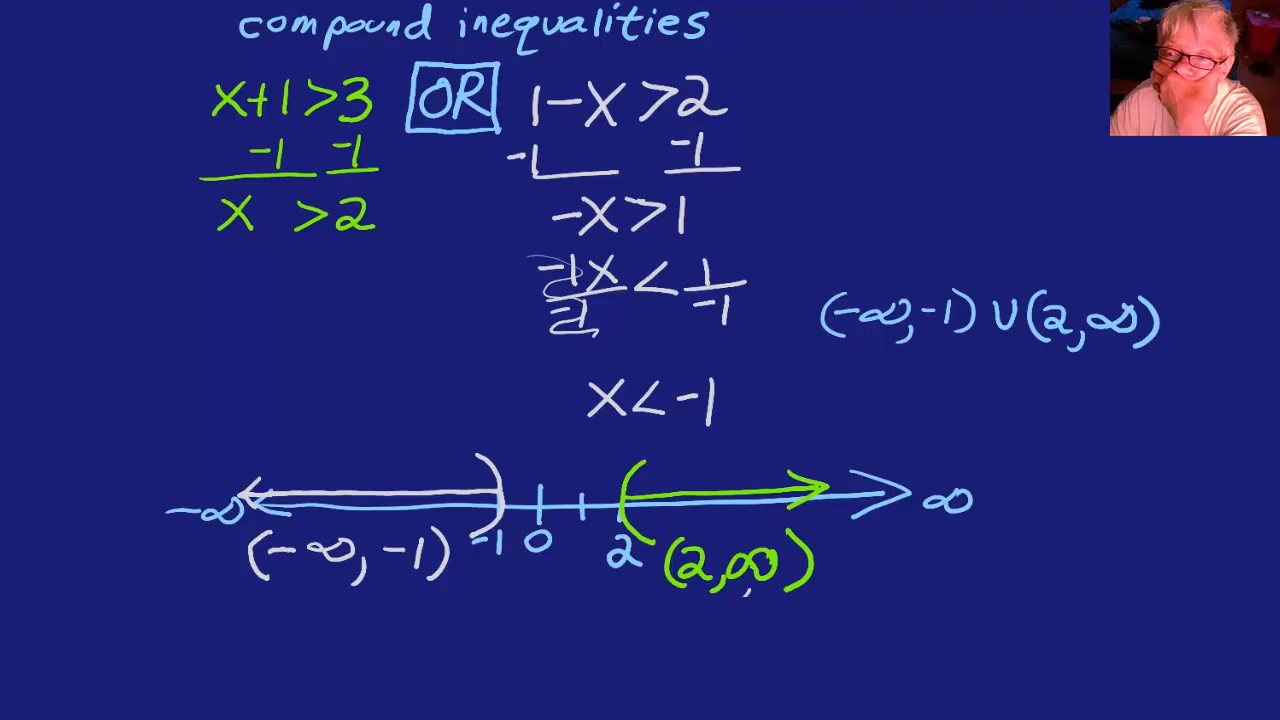 compound inequalities
x+1>3 OR 1-x>2
-1 -1 -1 -1
x >2 -x>1
-1x/-1 < 1/-1
(-∞,-1) ∪ (2,∞)
x<-1
-∞ ∞
-1 0 2
(-∞,-1) (2,∞)